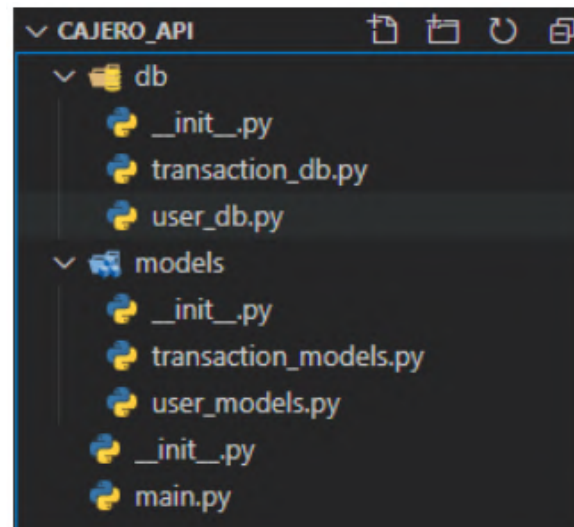 CAJERO_API
db
__init__.py
transaction_db.py
user_db.py
models
__init__.py
transaction_models.py
user_models.py
__init__.py
main.py